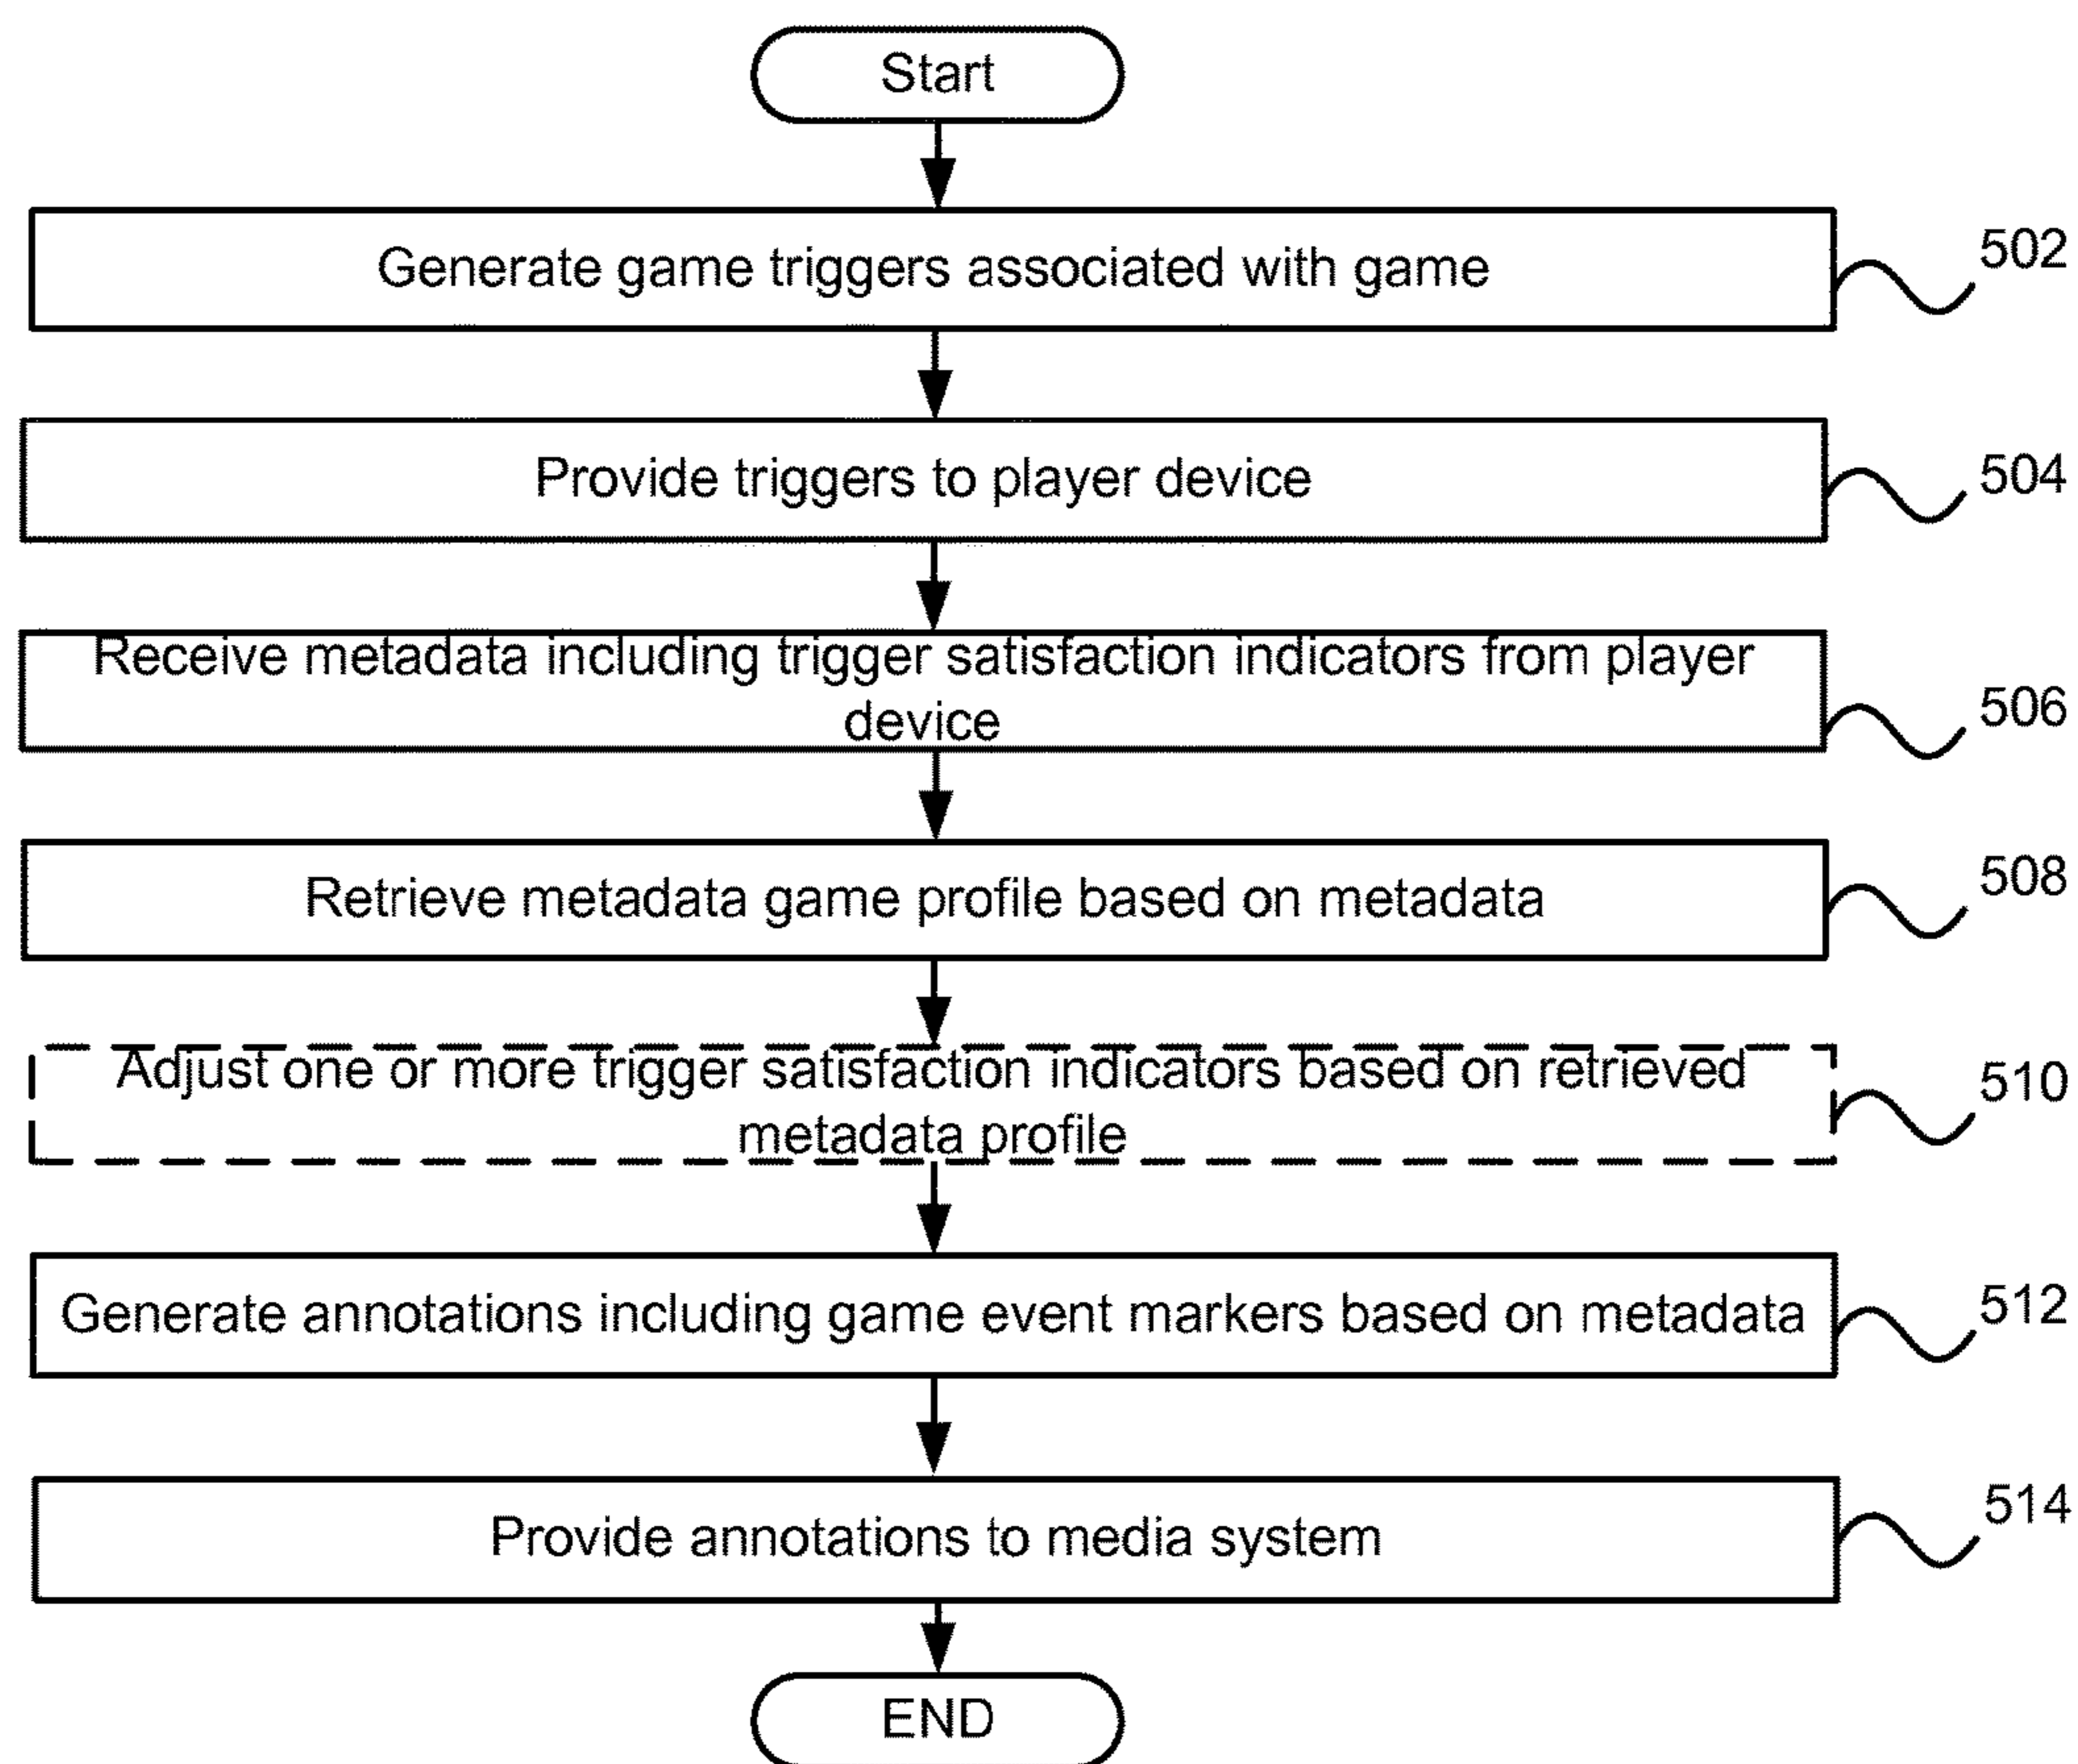 Start
Generate game triggers associated with game
502
Provide triggers to player device
504
Receive metadata including trigger satisfaction indicators from player
device
506
Retrieve metadata game profile based on metadata
508
Adjust one or more trigger satisfaction indicators based on retrieved
metadata profile
510
Generate annotations including game event markers based on metadata
512
Provide annotations to media system
514
END